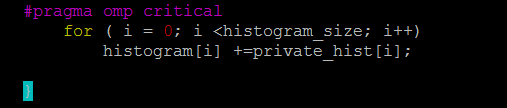 #pragma omp critical
for ( i = 0; i <histogram_size; i++)
histogram[i] +=private_hist[i];
}